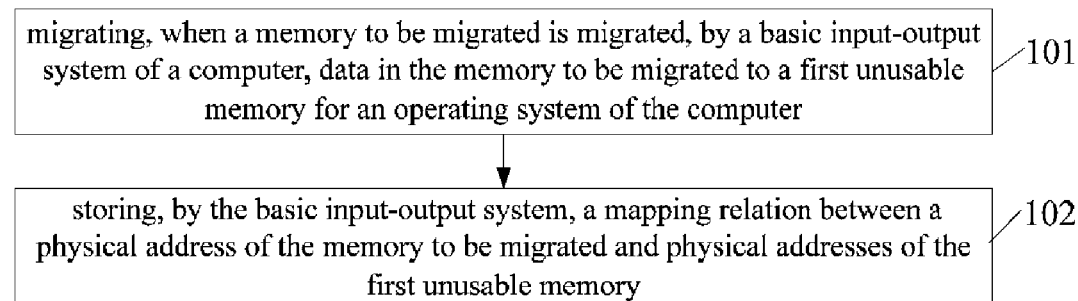 migrating, when a memory to be migrated is migrated, by a basic input-output
system of a computer, data in the memory to be migrated to a first unusable
memory for an operating system of the computer
101
storing, by the basic input-output system, a mapping relation between a
physical address of the memory to be migrated and physical addresses of the
first unusable memory
102